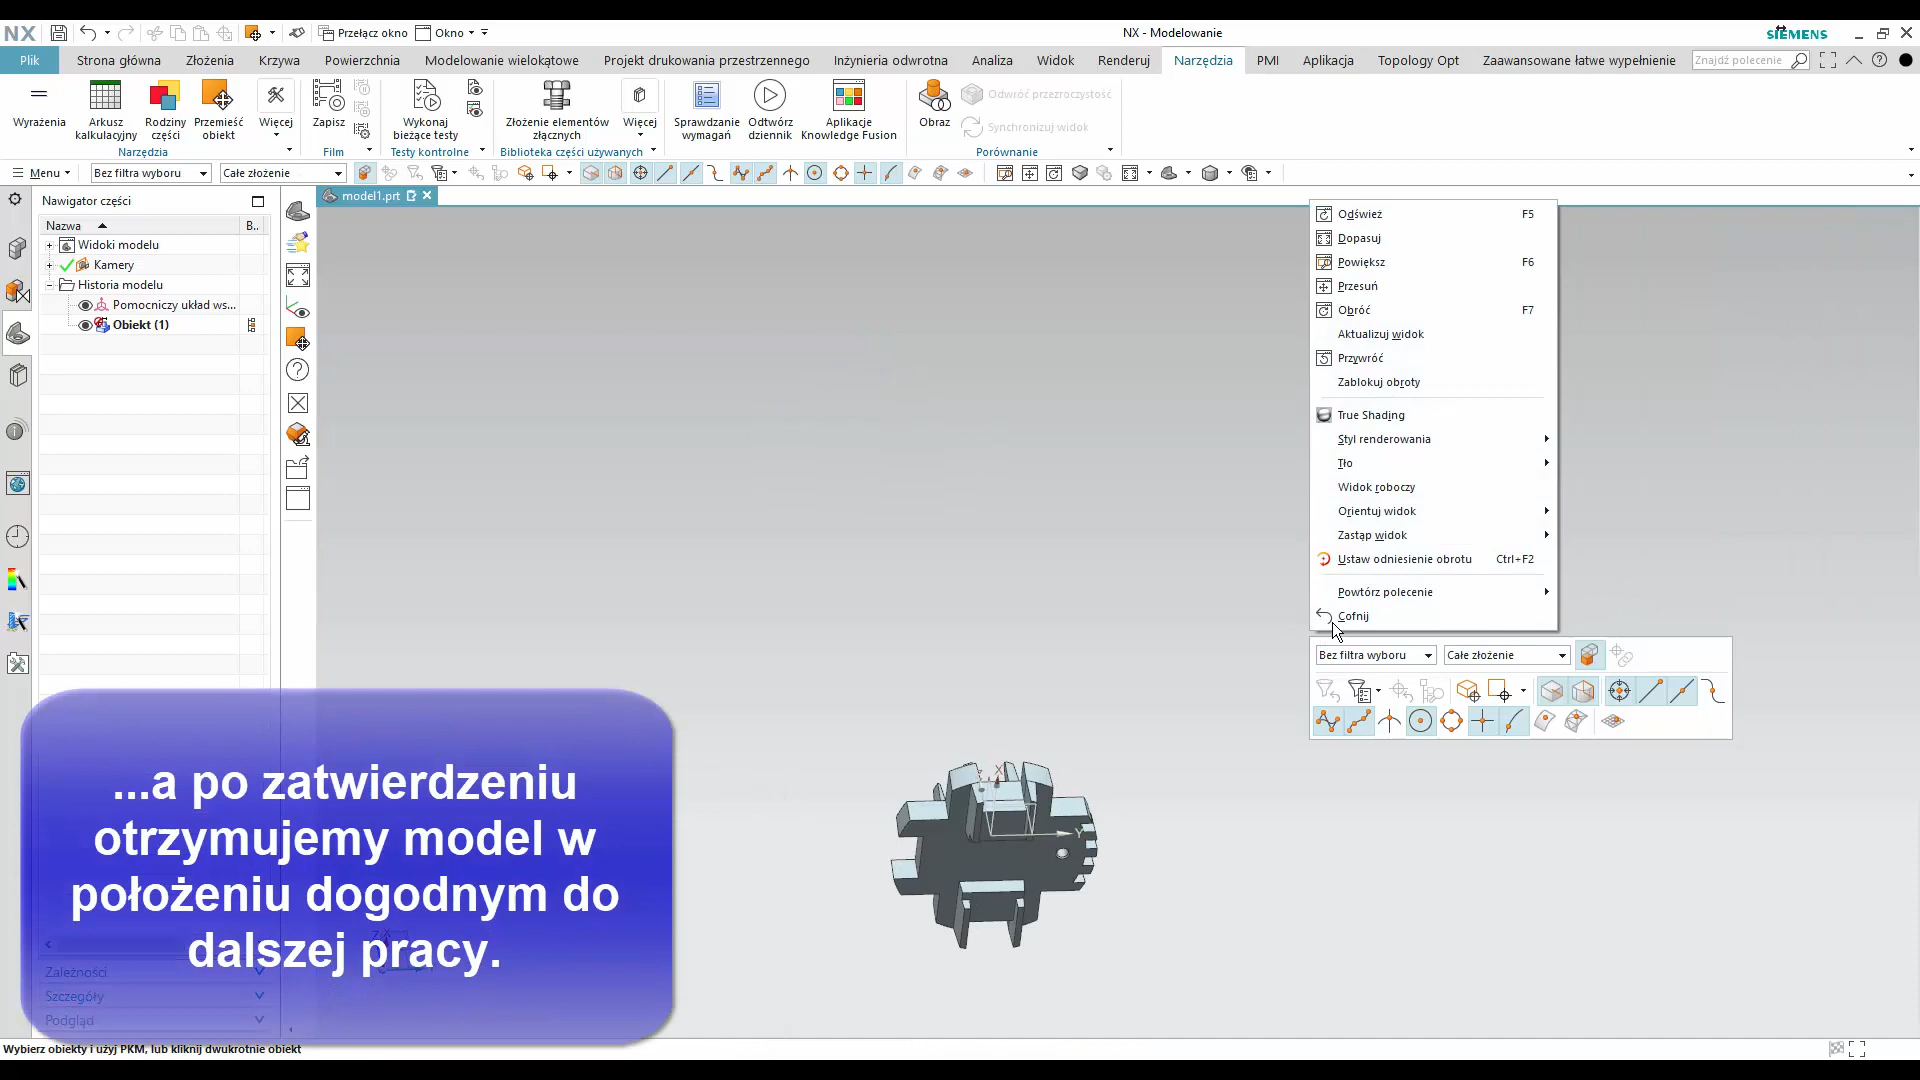 NX
Przełącz okno
Okno
NX - Modelowanie
SIEMENS
Plik
Strona główna
Złożenia
Krzywa
Powierzchnia
Modelowanie wielokątowe
Projekt drukowania przestrzennego
Inżynieria odwrotna
Analiza
Widok
Renderuj
Narzędzia
PMI
Aplikacja
Topology Opt
Zaawansowane łatwe wypełnienie
Znajdź polecenie
Wyrażenia
Arkusz
kalkulacyjny
Rodziny
części
Przemieść
obiekt
Więcej
Narzędzia
Zapisz
Film
Wykonaj
bieżące testy
Testy kontrolne
Złożenie elementów
złącznych
Więcej
Biblioteka części używanych
Sprawdzanie
wymagań
Odtwórz
dziennik
Aplikacje
Knowledge Fusion
Obraz
Odwróć przezroczystość
Synchronizuj widok
Porównanie
Menu
Bez filtra wyboru
Całe złożenie
Nawigator części
model1.prt
Nazwa
B..
Widoki modelu
Kamery
Historia modelu
Pomocniczy układ ws...
Obiekt (1)
Odśwież F5
Dopasuj
Powiększ F6
Przesuń
Obróć F7
Aktualizuj widok
Przywróć
Zablokuj obroty
True Shading
Styl renderowania
Tło
Widok roboczy
Orientuj widok
Zastąp widok
Ustaw odniesienie obrotu Ctrl+F2
Powtórz polecenie
Cofnij
Bez filtra wyboru
Całe złożenie
X
Y
...a po zatwierdzeniu
otrzymujemy model w
położeniu dogodnym do
dalszej pracy.
Zależności
Szczegóły
Podgląd
Wybierz obiekty i użyj PKM, lub kliknij dwukrotnie obiekt